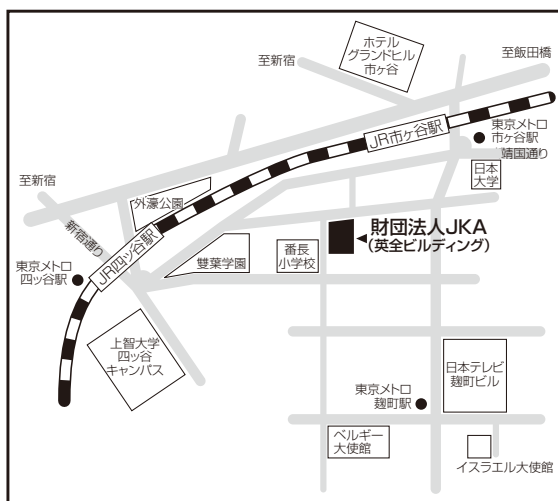 ホテル
グランドヒル
市ヶ谷
至飯田橋
至新宿
JR市ヶ谷駅
東京メトロ
市ヶ谷駅
靖国通り
日本
大学
至新宿
外濠公園
新宿通り
JR四ッ谷駅
東京メトロ
四ッ谷駅
雙葉学園
番長
小学校
財団法人JKA
(英全ビルディング)
上智大学
四ッ谷
キャンパス
日本テレビ
麹町ビル
東京メトロ
麹町駅
ベルギー
大使館
イスラエル大使館